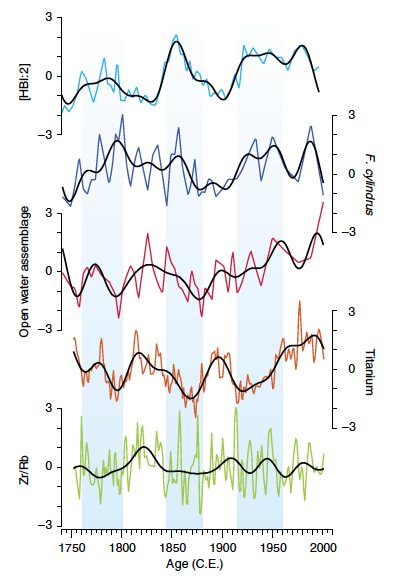 3
0
−3
[HBI:2]
3
0
−3
F. cylindrus
3
0
−3
Open water assemblage
3
0
−3
Titanium
3
0
−3
Zr/Rb
1750 1800 1850 1900 1950 2000
Age (C.E.)